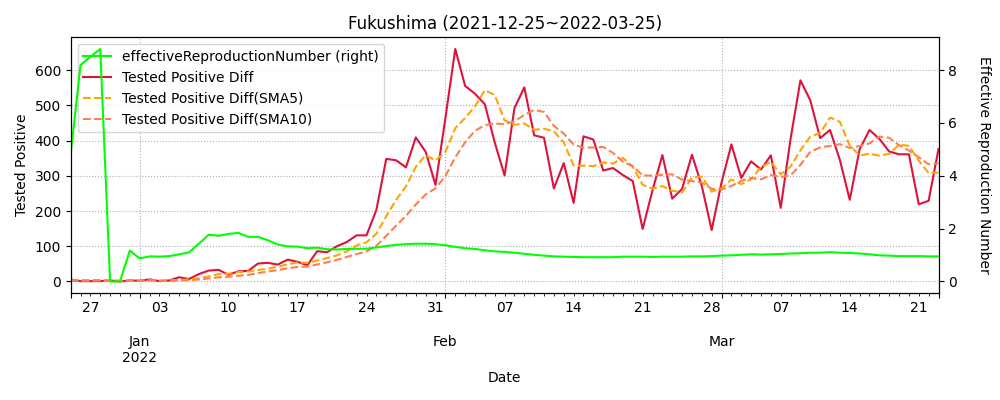 Fukushima (2021-12-25~2022-03-25)
effectiveReproductionNumber (right)
Tested Positive Diff
Tested Positive Diff(SMA5)
Tested Positive Diff(SMA10)
Tested Positive
600
500
400
300
200
100
0
8
6
4
2
0
Effective Reproduction Number
27 03 10 17 24 31 07 14 21 28 07 14 21
Jan Feb Mar
2022
Date